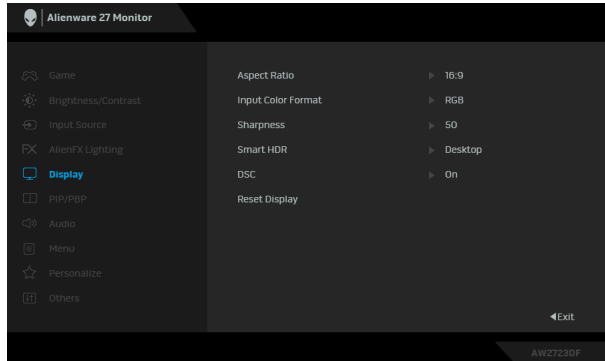 Alienware 27 Monitor
Game
Brightness/Contrast
Input Source
FX AlienFX Lighting
Display
PIP/PBP
Audio
Menu
Personalize
Others
Aspect Ratio 16:9
Input Color Format RGB
Sharpness 50
Smart HDR Desktop
DSC On
Reset Display
Exit
AW2723DF